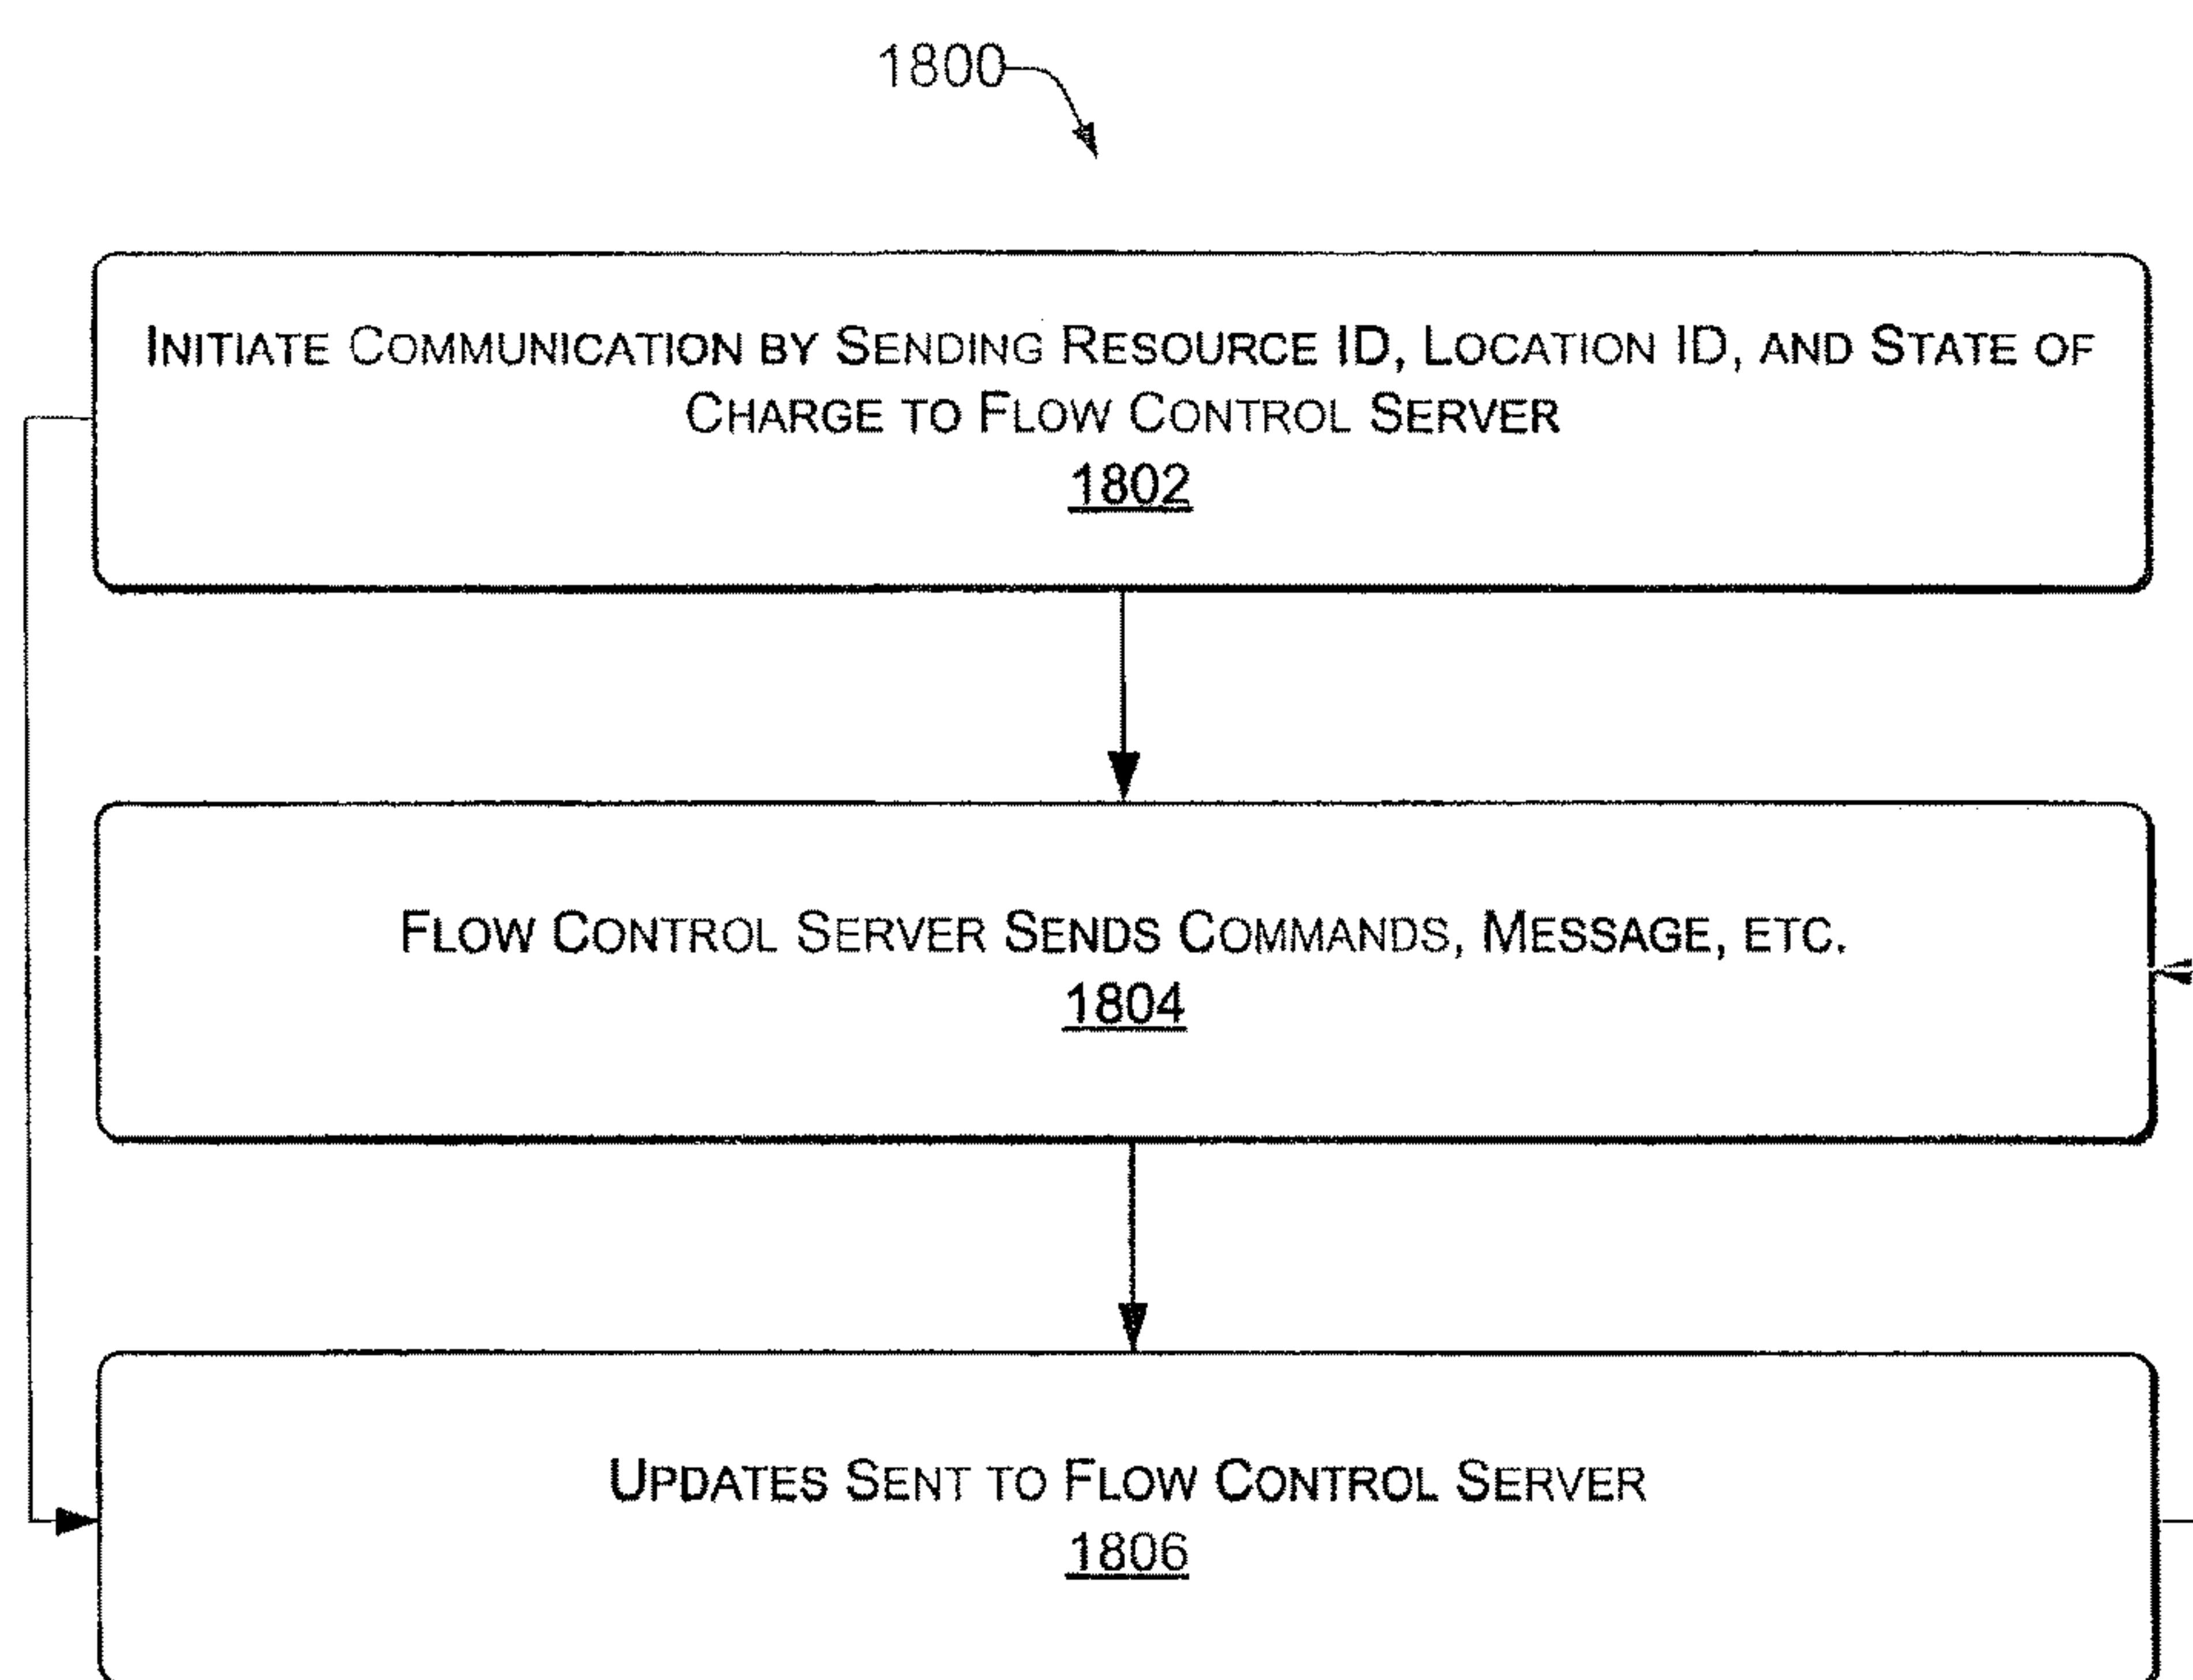 1800
INITIATE COMMUNICATION BY SENDING RESOURCE ID, LOCATION ID, AND STATE OF
CHARGE TO FLOW CONTROL SERVER
1802
FLOW CONTROL SERVER SENDS COMMANDS, MESSAGE, ETC.
1804
UPDATES SENT TO FLOW CONTROL SERVER
1806